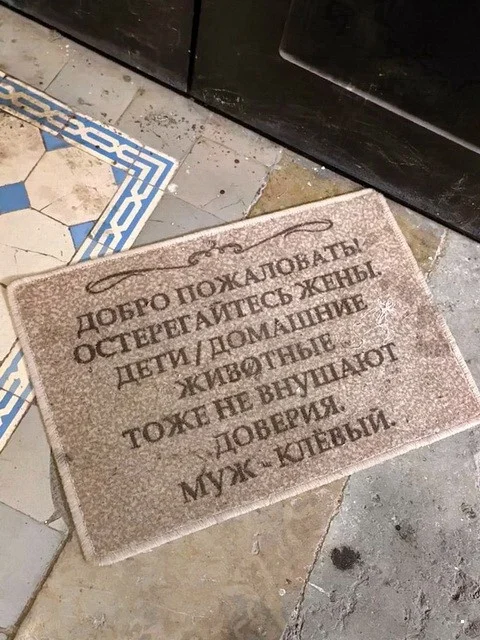 ДОБРО ПОЖАЛОВАТЬ!
ОСТЕРЕГАЙТЕСЬ ЖЕНЫ.
ДЕТИ/ДОМАШНИЕ
ЖИВОТНЫЕ
ТОЖЕ НЕ ВНУШАЮТ
ДОВЕРИЯ.
МУЖ - КЛЁВЫЙ.